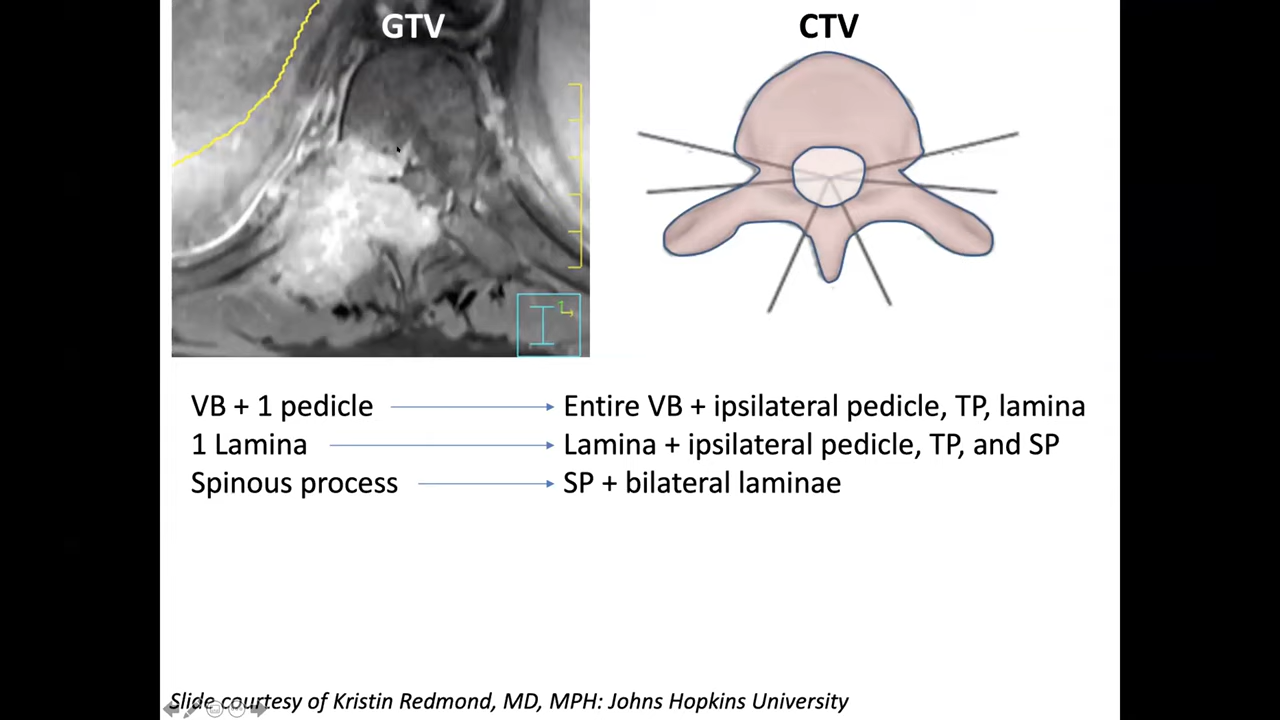 GTV
CTV
VB + 1 pedicle
Entire VB + ipsilateral pedicle, TP, lamina
1 Lamina
Lamina + ipsilateral pedicle, TP, and SP
Spinous process
SP + bilateral laminae
Slide courtesy of Kristin Redmond, MD, MPH: Johns Hopkins University